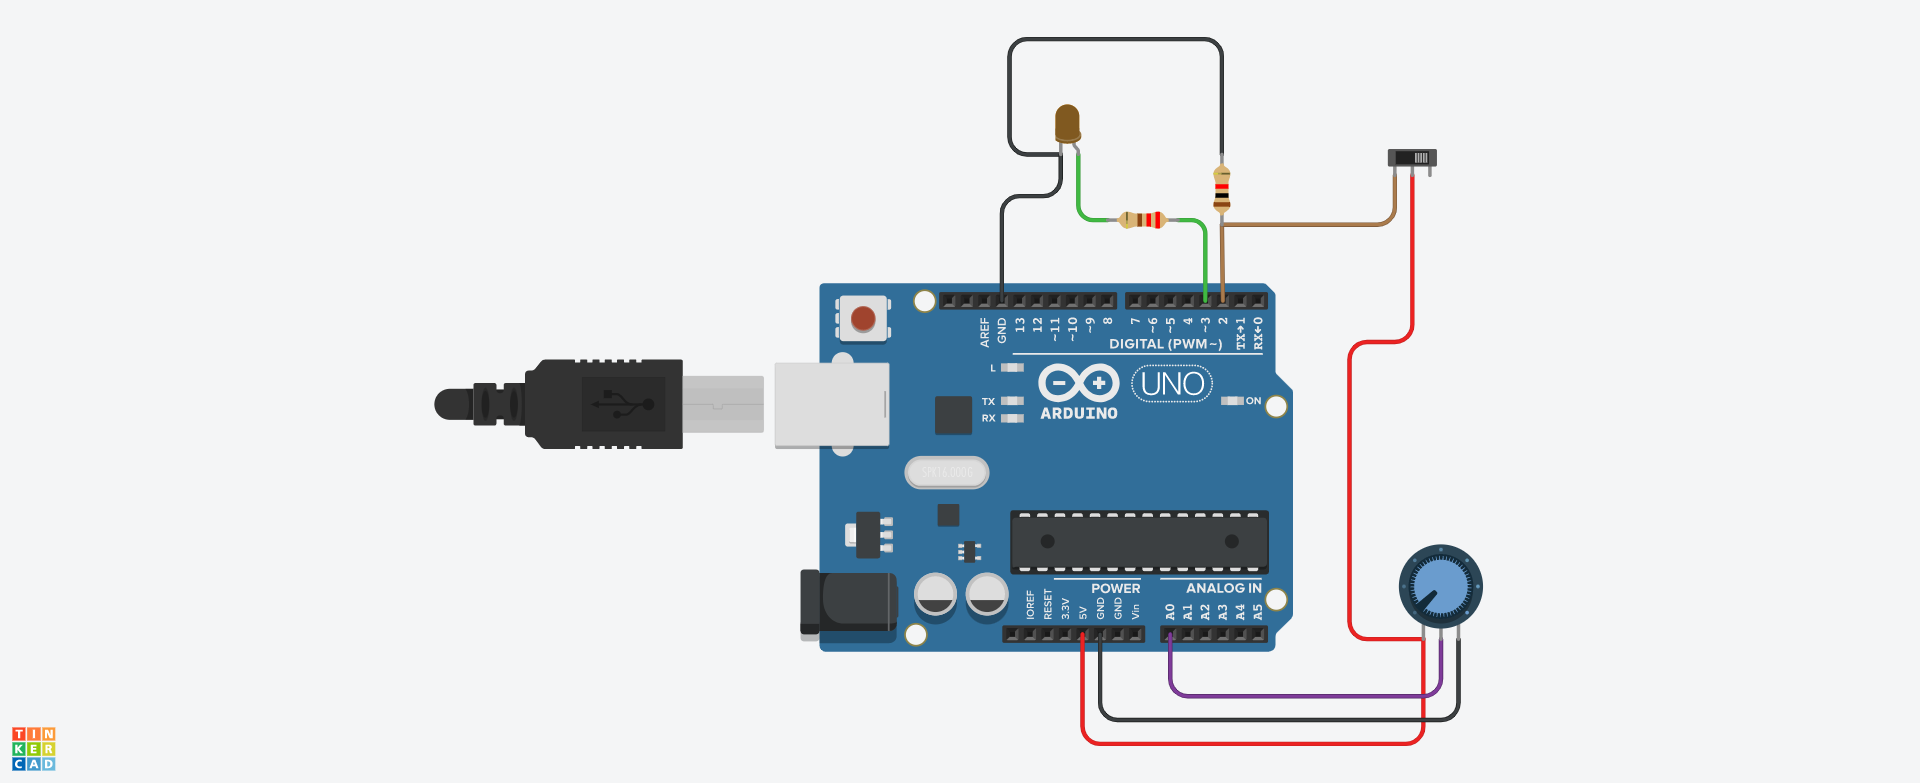 AREF
GND
13
12
~11
~10
~9
8
7
~6
~5
4
~3
2
TX→1
RX←0
DIGITAL (PWM~)
L
TX
RX
ARDUINO
UNO
ON
SPK16.000G
POWER
ANALOG IN
IOREF
RESET
3.3V
5V
GND
GND
Vin
A0
A1
A2
A3
A4
A5
TIN
KER
CAD